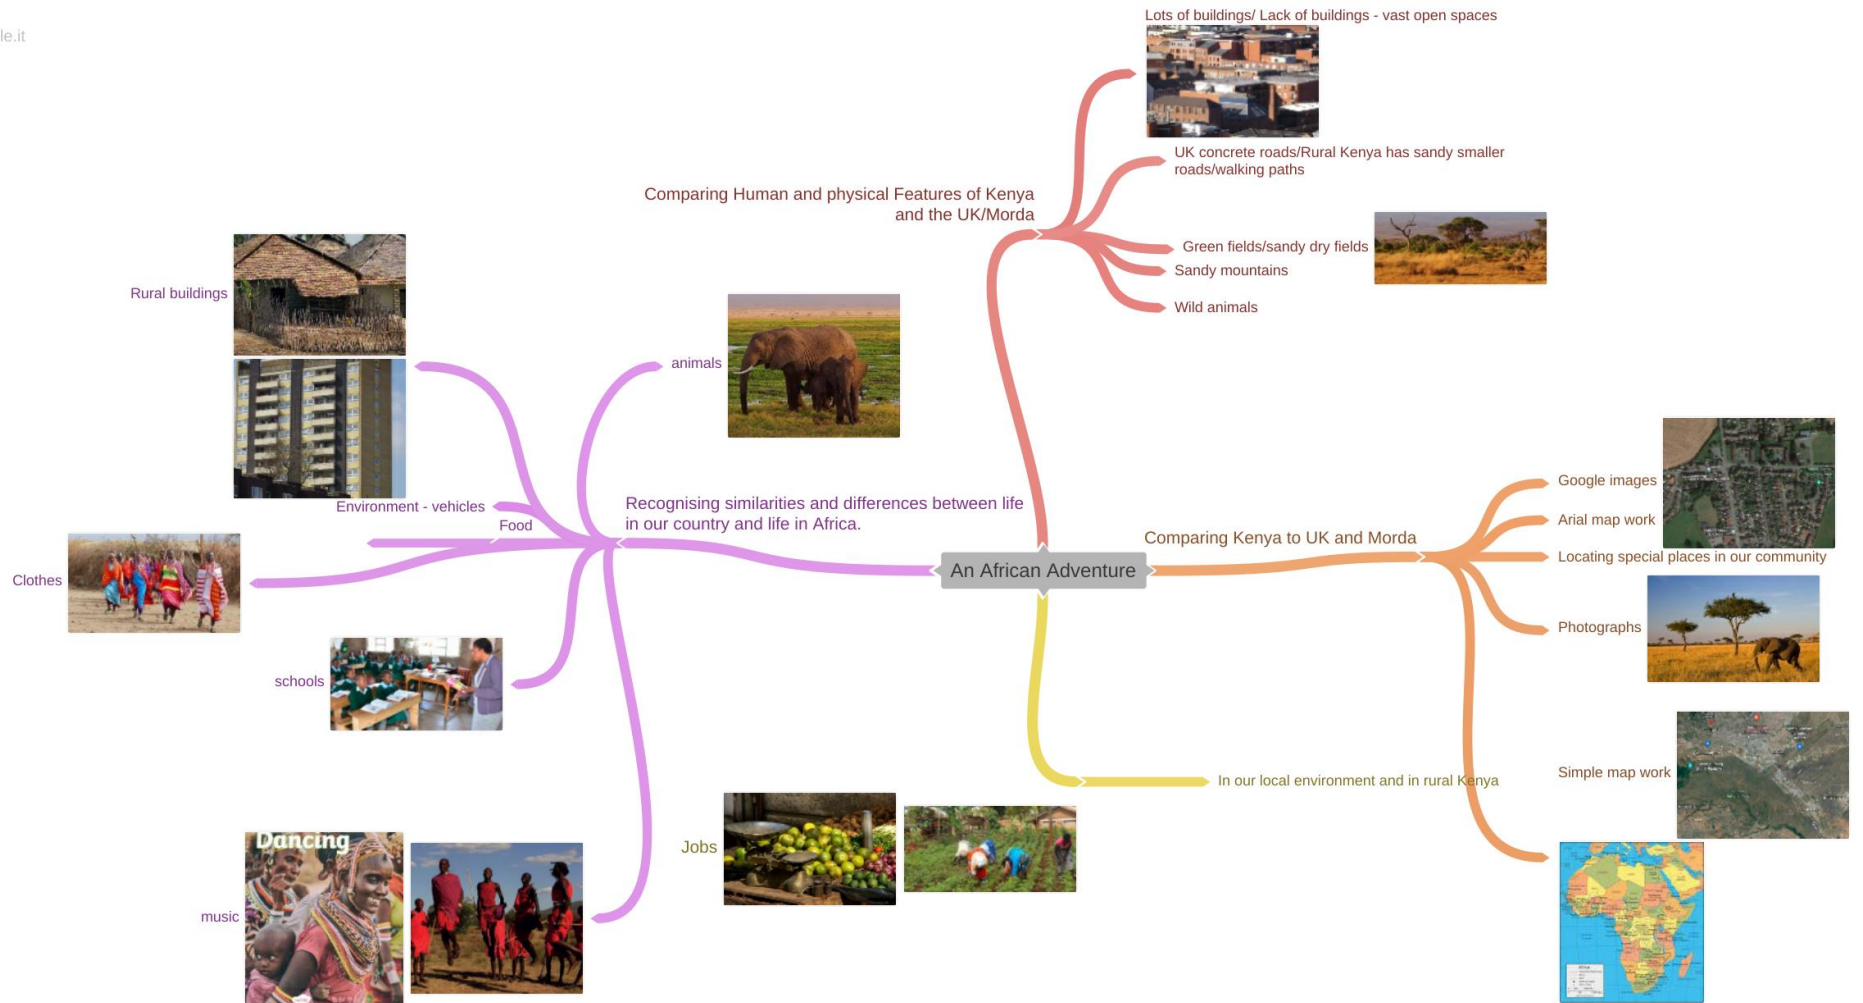 le.it
Lots of buildings/ Lack of buildings - vast open spaces
UK concrete roads/Rural Kenya has sandy smaller
roads/walking paths
Comparing Human and physical Features of Kenya
and the UK/Morda
Green fields/sandy dry fields
Sandy mountains
Wild animals
Rural buildings
animals
Environment - vehicles
Food
Recognising similarities and differences between life
in our country and life in Africa.
Clothes
schools
music
Dancing
An African Adventure
Comparing Kenya to UK and Morda
Google images
Arial map work
Locating special places in our community
Photographs
Simple map work
In our local environment and in rural Kenya
Jobs